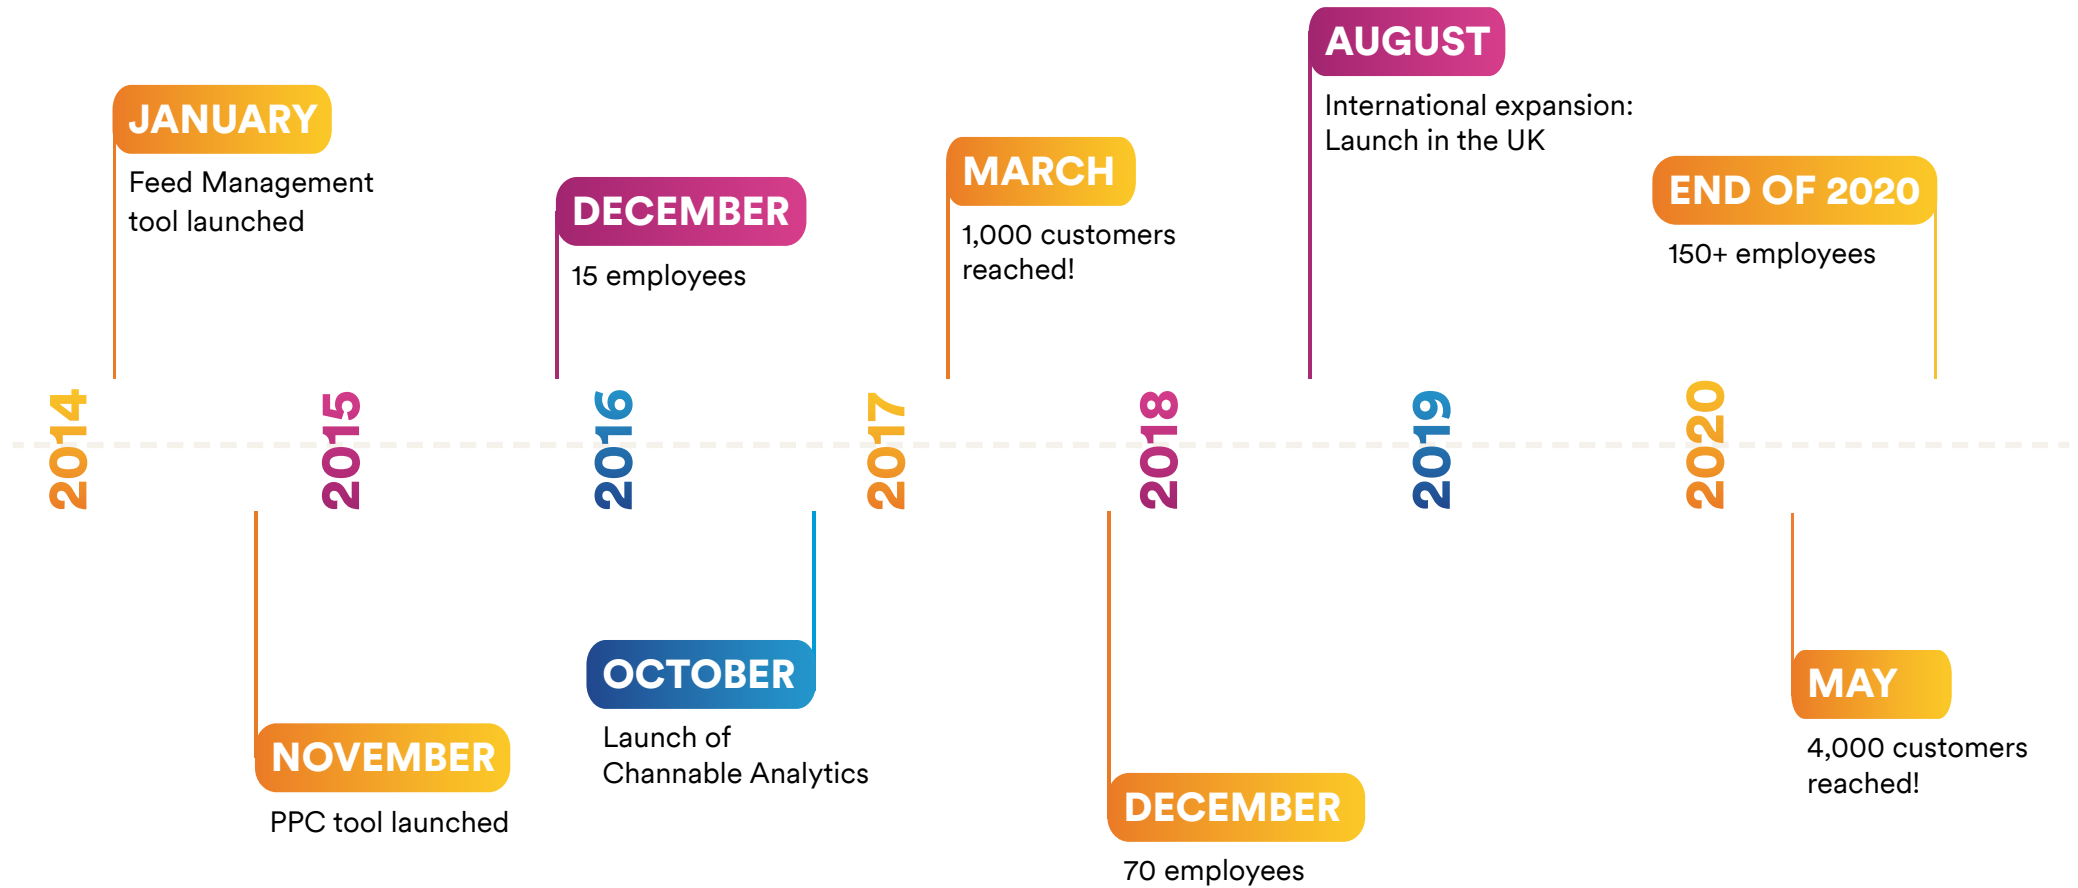 AUGUST
International expansion:
Launch in the UK
JANUARY
Feed Management
tool launched
MARCH
1,000 customers
reached!
END OF 2020
150+ employees
DECEMBER
15 employees
2014
2015
2016
2017
2018
2019
2020
OCTOBER
Launch of
Channable Analytics
MAY
4,000 customers
reached!
NOVEMBER
PPC tool launched
DECEMBER
70 employees